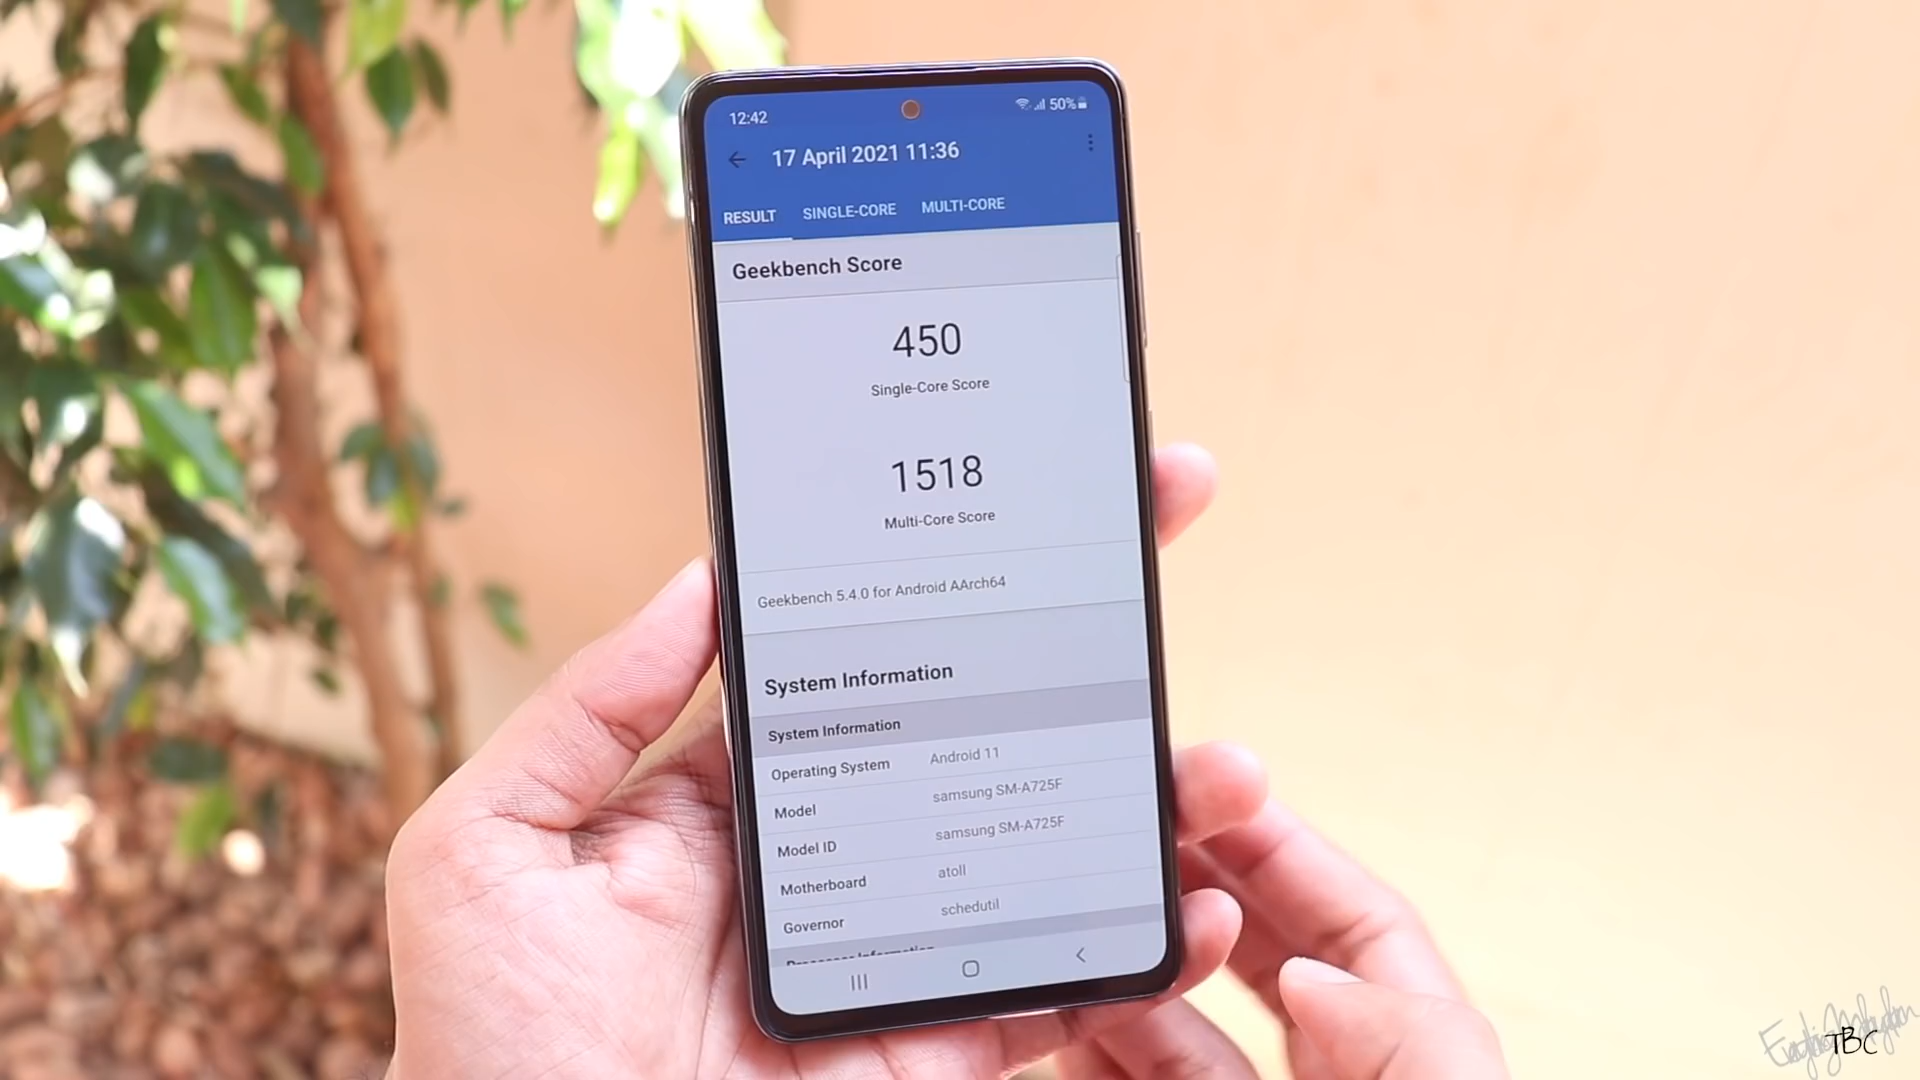 12:42 50%
17 April 2021 11:36
RESULT SINGLE-CORE MULTI-CORE
Geekbench Score
450
Single-Core Score
1518
Multi-Core Score
Geekbench 5.4.0 for Android AArch64
System Information
System Information
Operating System Android 11
Model samsung SM-A725F
Model ID samsung SM-A725F
Motherboard atoll
Governor schedutil
Processor Information
TBC